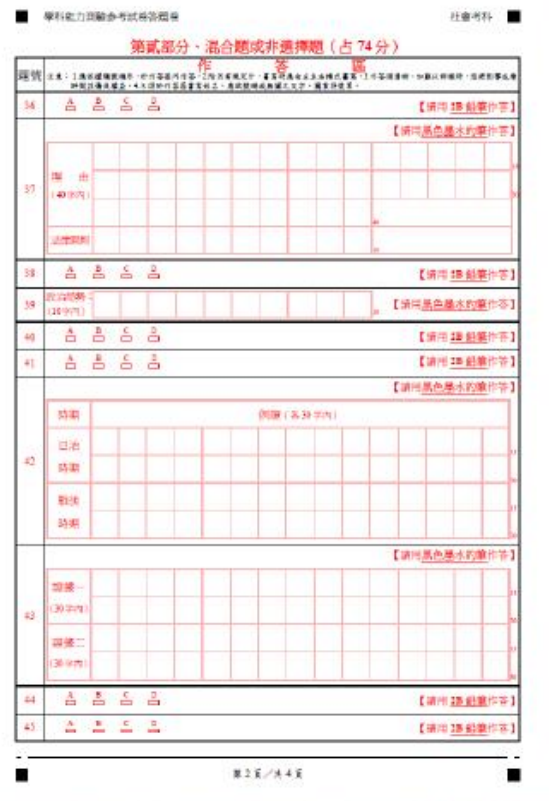 學科能力測驗參考試卷答題卷 社會考科
第貳部分、混合題或非選擇題（占 74 分）
題號 作答區
36 A B C D 【請用 2B 鉛筆作答】
【請用黑色墨水的筆作答】
37
理 由
（40 字內）
法律原則
38 A B C D 【請用 2B 鉛筆作答】
39 （10 字內） 【請用黑色墨水的筆作答】
40 A B C D 【請用 2B 鉛筆作答】
41 A B C D 【請用 2B 鉛筆作答】
【請用黑色墨水的筆作答】
42
時期 例證（各 30 字內）
日治
時期
戰後
時期
【請用黑色墨水的筆作答】
43
證據一
（30 字內）
證據二
（30 字內）
44 A B C D 【請用 2B 鉛筆作答】
45 A B C D 【請用 2B 鉛筆作答】
第 2 頁／共 4 頁